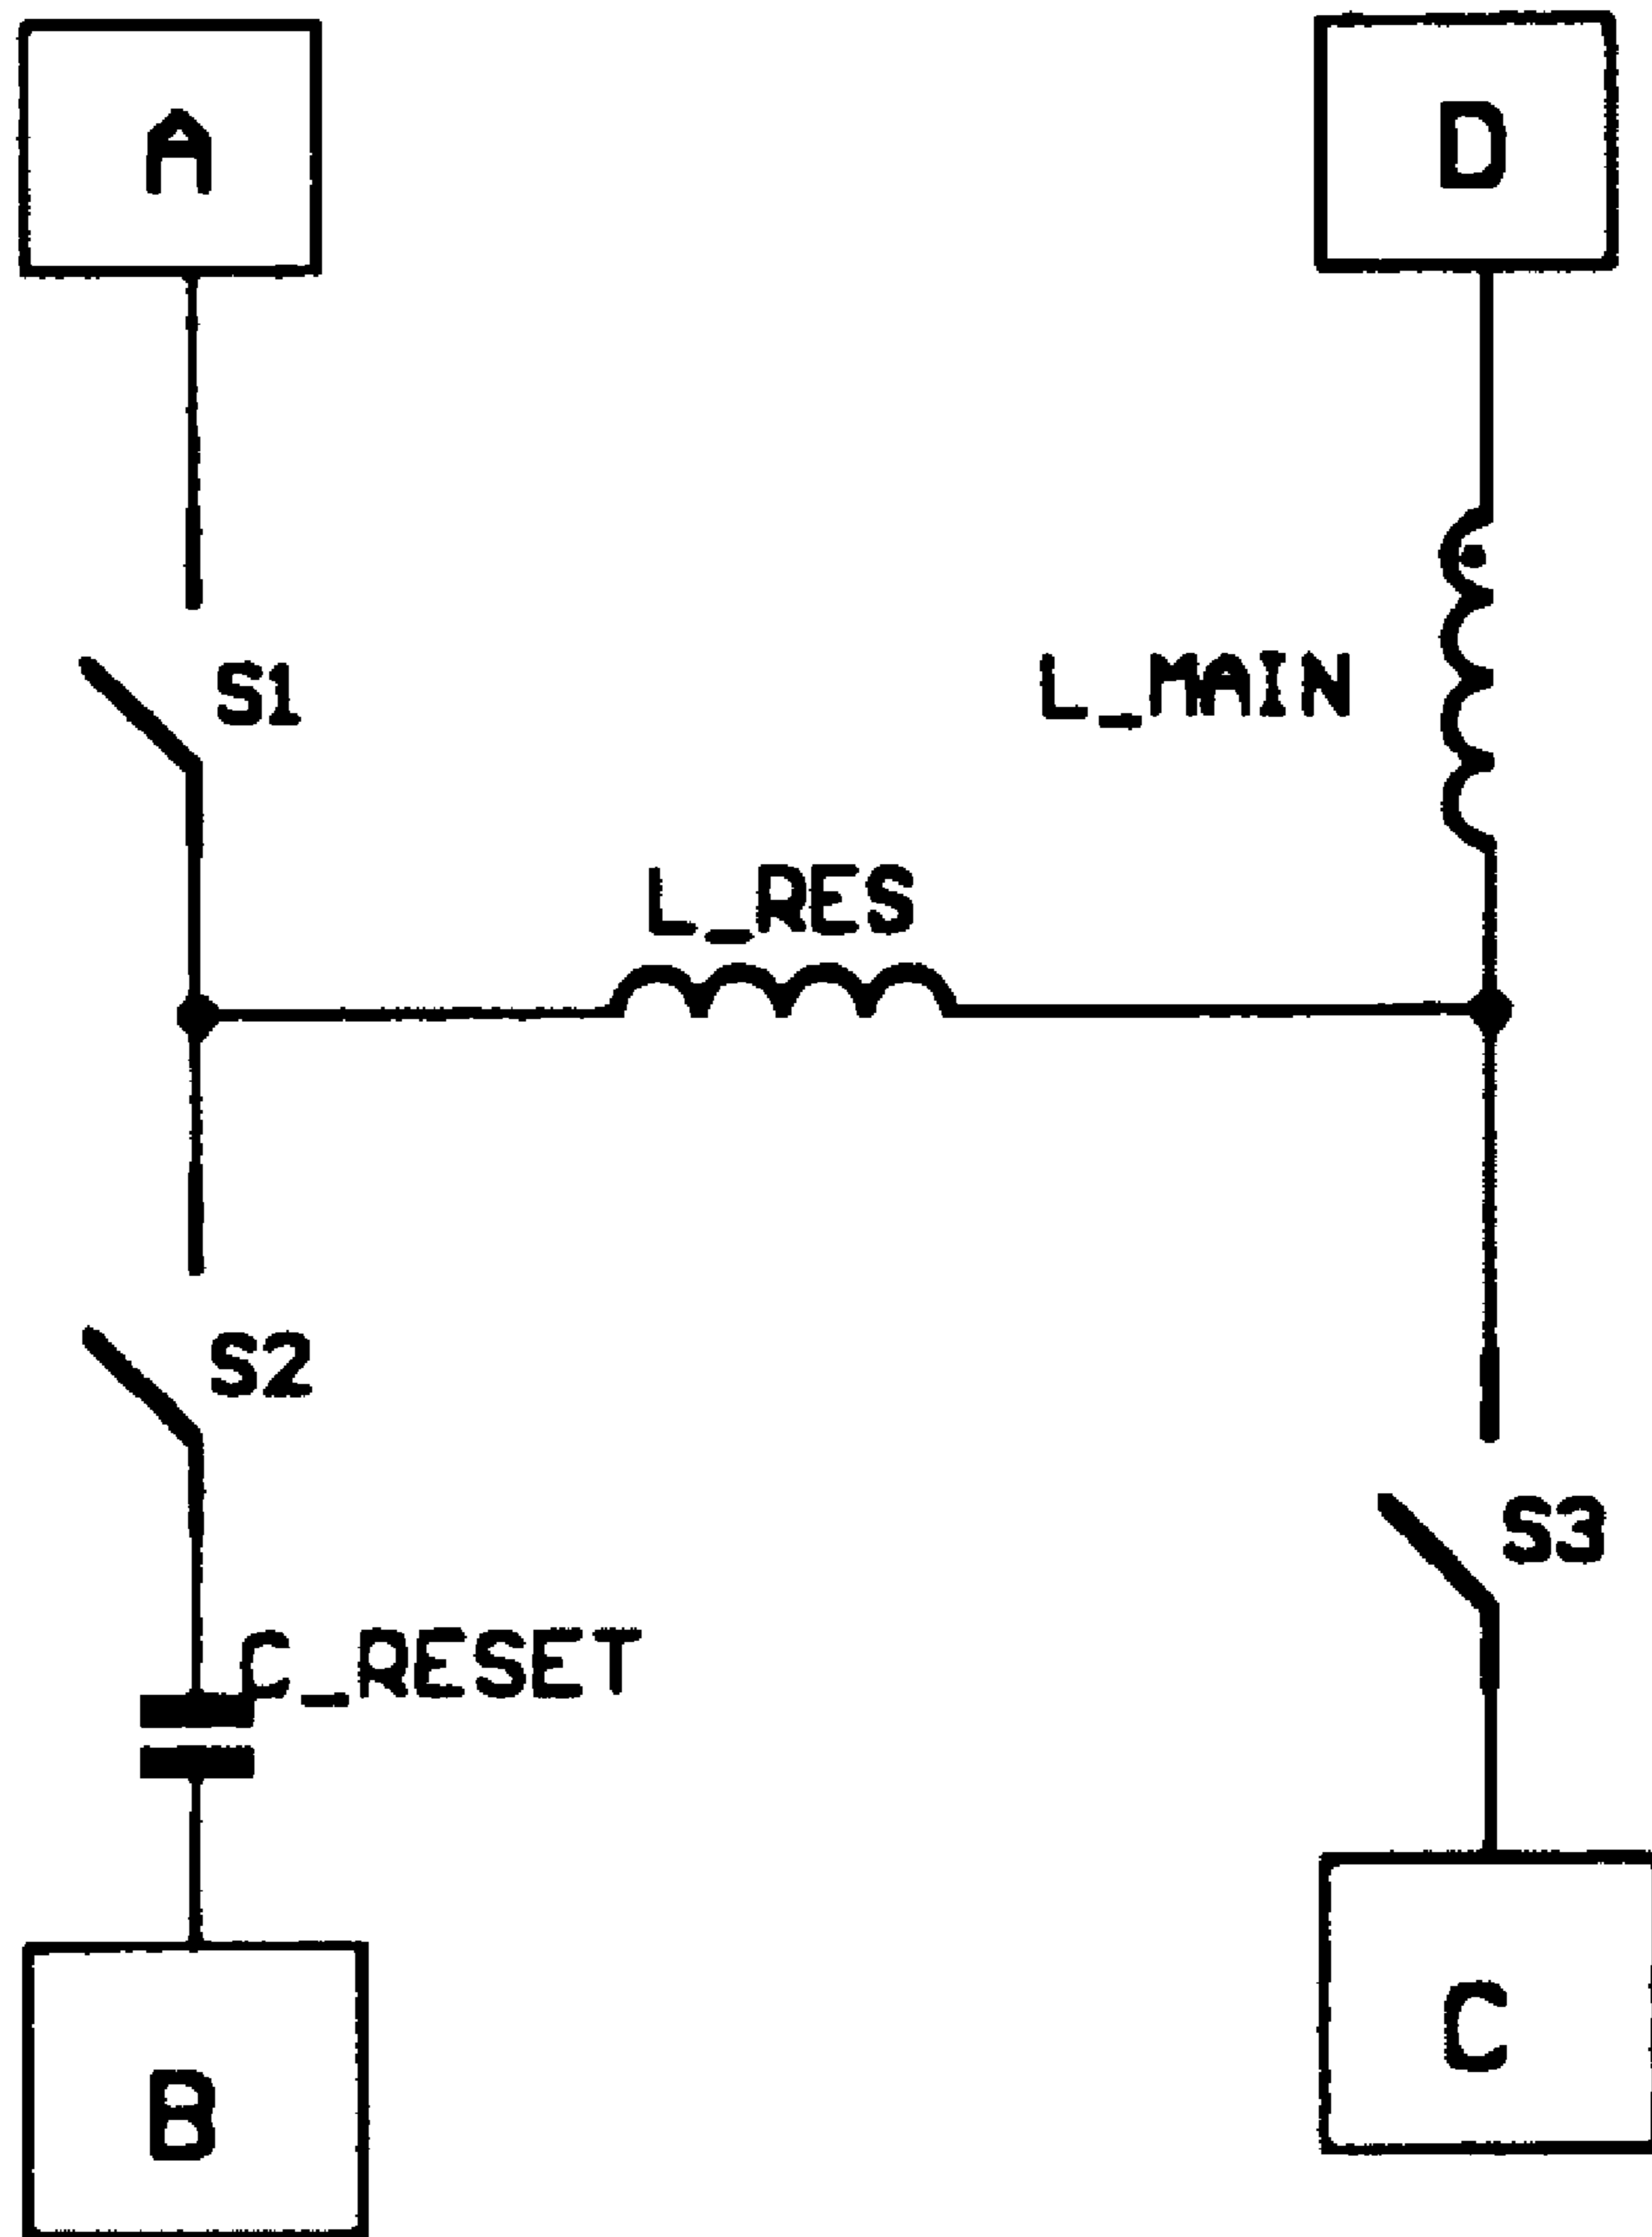 A
D
S1
L_MAIN
L_RES
S2
S3
C_RESET
C
B